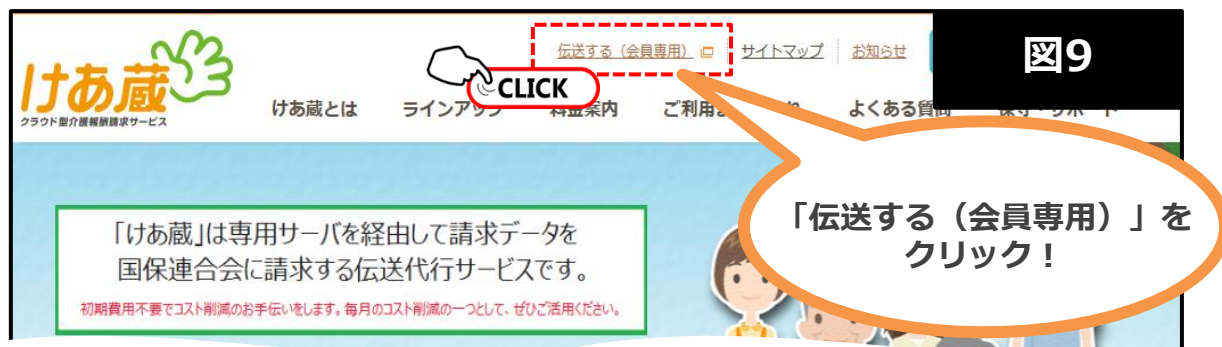 けあ蔵
クラウド型介護報酬請求サービス
伝送する（会員専用）
サイトマップ
お知らせ
図9
CLICK
けあ蔵とは
ラインアップ
料金案内
ご利用
よくある質問
「伝送する（会員専用）」を
クリック！
「けあ蔵」は専用サーバを経由して請求データを
国保連合会に請求する伝送代行サービスです。
初期費用不要でコスト削減のお手伝いをします。毎月のコスト削減の一つとして、ぜひご活用ください。